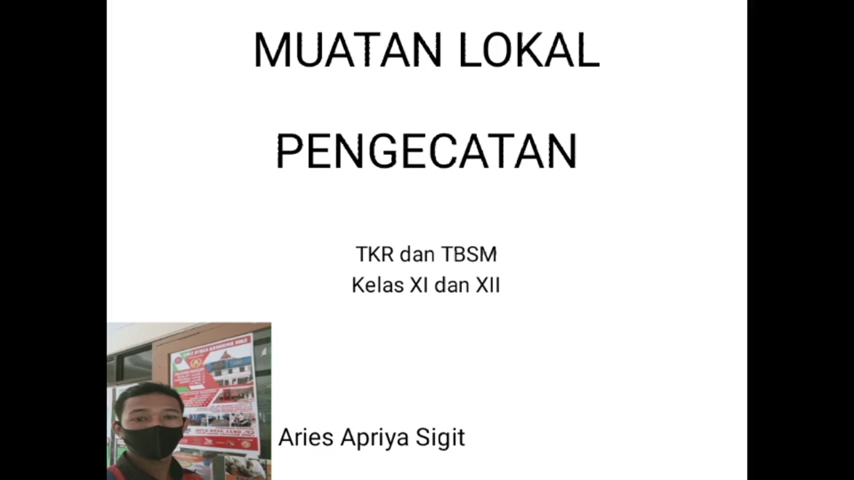 MUATAN LOKAL
PENGECATAN
TKR dan TBSM
Kelas XI dan XII
Aries Apriya Sigit